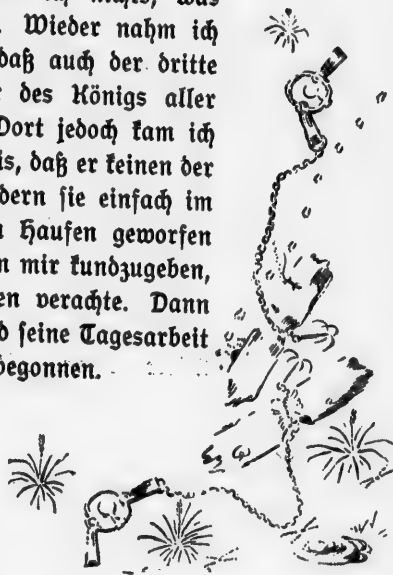 . Wieder nahm ich
daß auch der dritte
des Königs aller
Dort jedoch kam ich
is, daß er keinen der
dern sie einfach im
Haufen geworfen
n mir kundzugeben,
en verachte. Dann
d seine Tagesarbeit
begonnen.